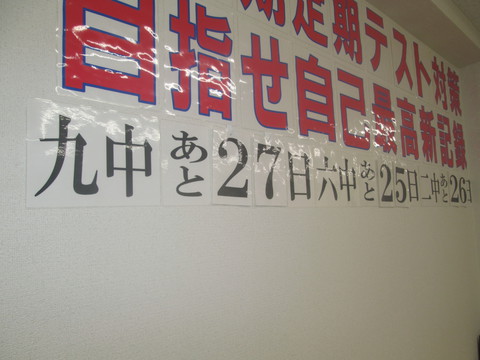 期定期テスト対策
目指せ自己最高新記録
九中あと27日六中あと25日二中あと26日